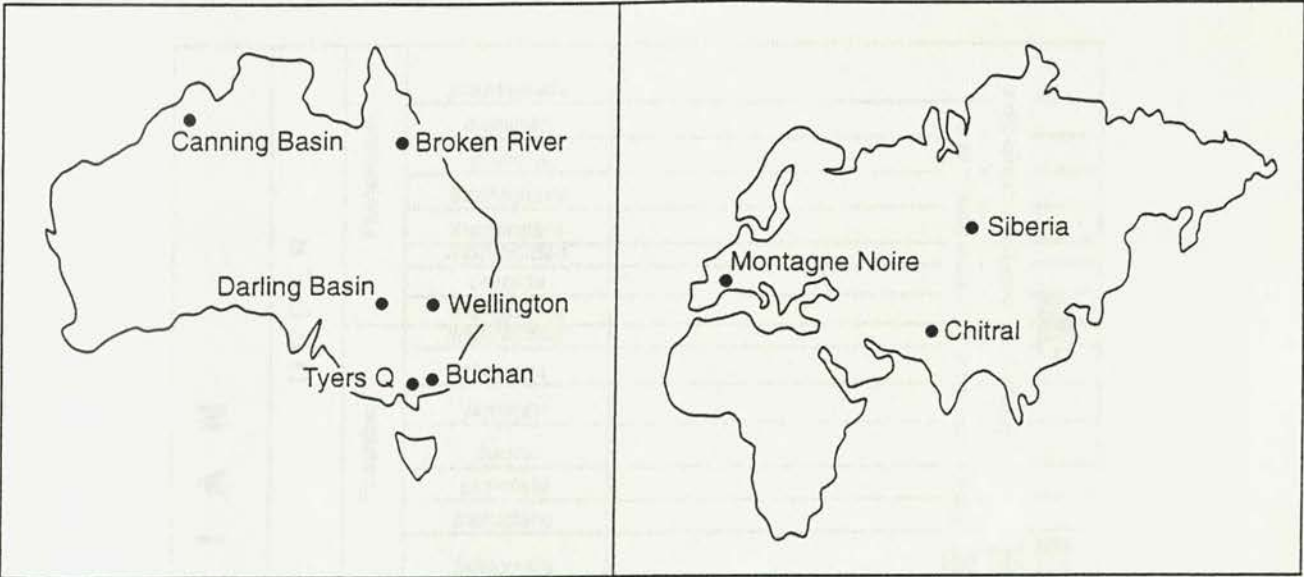 Canning Basin
Broken River
Darling Basin
Wellington
Tyers Q
Buchan
Siberia
Montagne Noire
Chitral